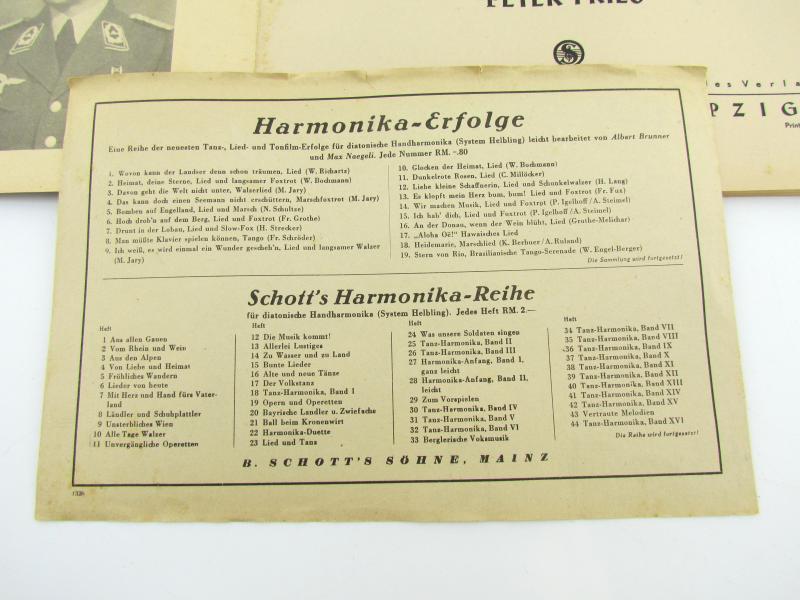 PETER FRIES
S
des Verla
PZIG
Print
Harmonika-Erfolge
Eine Reihe der neuesten Tanz-, Lied- und Tonfilm-Erfolge für diatonische Handharmonika (System Helbling) leicht bearbeitet von Albert Brunner
und Max Naegeli. Jede Nummer RM. -.80
1. Wovon kann der Landser denn schon träumen, Lied (W. Richartz)
2. Heimat, deine Sterne, Lied und langsamer Foxtrot (W. Bochmann)
3. Davon geht die Welt nicht unter, Walzerlied (M. Jary)
4. Das kann doch einen Seemann nicht erschüttern, Marschfoxtrot (M. Jary)
5. Bomben auf Engelland, Lied und Marsch (N. Schultze)
6. Hoch drob'n auf dem Berg, Lied und Foxtrot (Fr. Grothe)
7. Drunt in der Lobau, Lied und Slow-Fox (H. Strecker)
8. Man müßte Klavier spielen können, Tango (Fr. Schröder)
9. Ich weiß, es wird einmal ein Wunder gescheh'n, Lied und langsamer Walzer
(M. Jary)
10. Glocken der Heimat, Lied (W. Bochmann)
11. Dunkelrote Rosen, Lied (C. Millöcker)
12. Liebe kleine Schaffnerin, Lied und Schunkelwalzer (H. Lang)
13. Es klopft mein Herz bum, bum! Lied und Foxtrot (Fr. Fux)
14. Wir machen Musik, Lied und Foxtrot (P. Igelhoff / A. Steimel)
15. Ich hab' dich, Lied und Foxtrot (P. Igelhoff / A. Steimel)
16. An der Donau, wenn der Wein blüht, Lied (Grothe-Melichar)
17. „Aloha Oë!" Hawaiisches Lied
18. Heidemarie, Marschlied (K. Berbuer / A. Ruland)
19. Stern von Rio, Brasilianische Tango-Serenade (W. Engel-Berger)
Die Sammlung wird fortgesetzt!
Schott's Harmonika-Reihe
für diatonische Handharmonika (System Helbling). Jedes Heft RM. 2.—
Heft
1 Aus allen Gauen
2 Vom Rhein und Wein
3 Aus den Alpen
4 Von Liebe und Heimat
5 Fröhliches Wandern
6 Lieder von heute
7 Mit Herz und Hand fürs Vater-
land
8 Ländler und Schuhplattler
9 Unsterbliches Wien
10 Alle Tage Walzer
11 Unvergängliche Operetten
Heft
12 Die Musik kommt!
13 Allerlei Lustiges
14 Zu Wasser und zu Land
15 Bunte Lieder
16 Alte und neue Tänze
17 Der Volkstanz
18 Tanz-Harmonika, Band I
19 Opern und Operetten
20 Bayrische Landler u. Zwiefache
21 Ball beim Kronenwirt
22 Harmonika-Duette
23 Lied und Tanz
Heft
24 Was unsere Soldaten singen
25 Tanz-Harmonika, Band II
26 Tanz-Harmonika, Band III
27 Harmonika-Anfang, Band I,
ganz leicht
28 Harmonika-Anfang, Band II,
leicht
29 Zum Vorspielen
30 Tanz-Harmonika, Band IV
31 Tanz-Harmonika, Band V
32 Tanz-Harmonika, Band VI
33 Berglerische Voksmusik
Heft
34 Tanz-Harmonika, Band VII
35 Tanz-Harmonika, Band VIII
36 Tanz-Harmonika, Band IX
37 Tanz-Harmonika, Band X
38 Tanz-Harmonika, Band XI
39 Tanz-Harmonika, Band XII
40 Tanz-Harmonika, Band XIII
41 Tanz-Harmonika, Band XIV
42 Tanz-Harmonika, Band XV
43 Vertraute Melodien
44 Tanz-Harmonika, Band XVI
Die Reihe wird fortgesetzt!
B. SCHOTT'S SÖHNE, MAINZ
1326